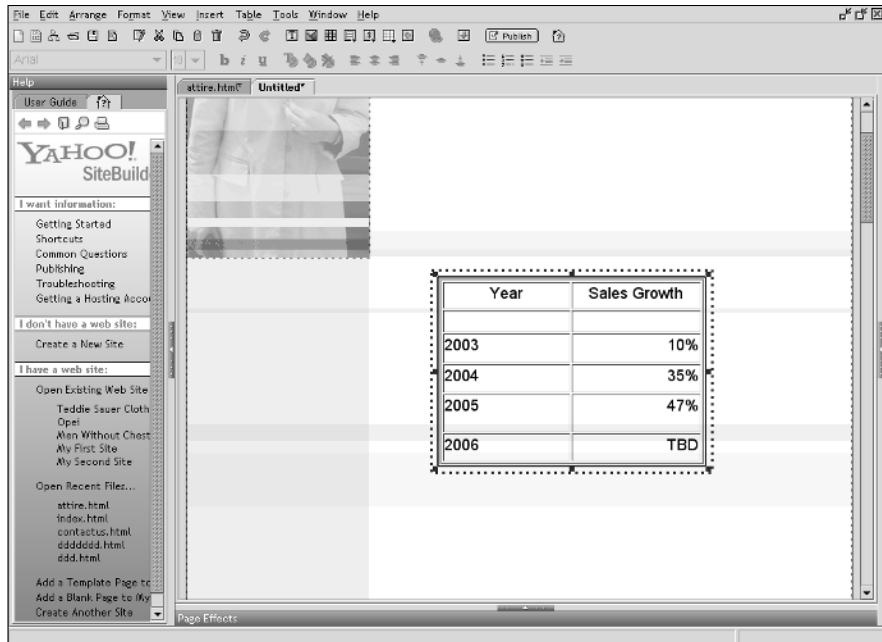 File Edit Arrange Format View Insert Table Tools Window Help
Publish
Arial 10 b i u
Help
User Guide
attire.html* Untitled*
YAHOO!
SiteBuild
I want information:
Getting Started
Shortcuts
Common Questions
Publishing
Troubleshooting
Getting a Hosting Accou
I don't have a web site:
Create a New Site
I have a web site:
Open Existing Web Site
Teddie Sauer Cloth
Opei
Men Without Chest
My First Site
My Second Site
Open Recent Files...
attire.html
index.html
contactus.html
ddddddd.html
ddd.html
Add a Template Page to
Add a Blank Page to My
Create Another Site
Year Sales Growth
2003 10%
2004 35%
2005 47%
2006 TBD
Page Effects